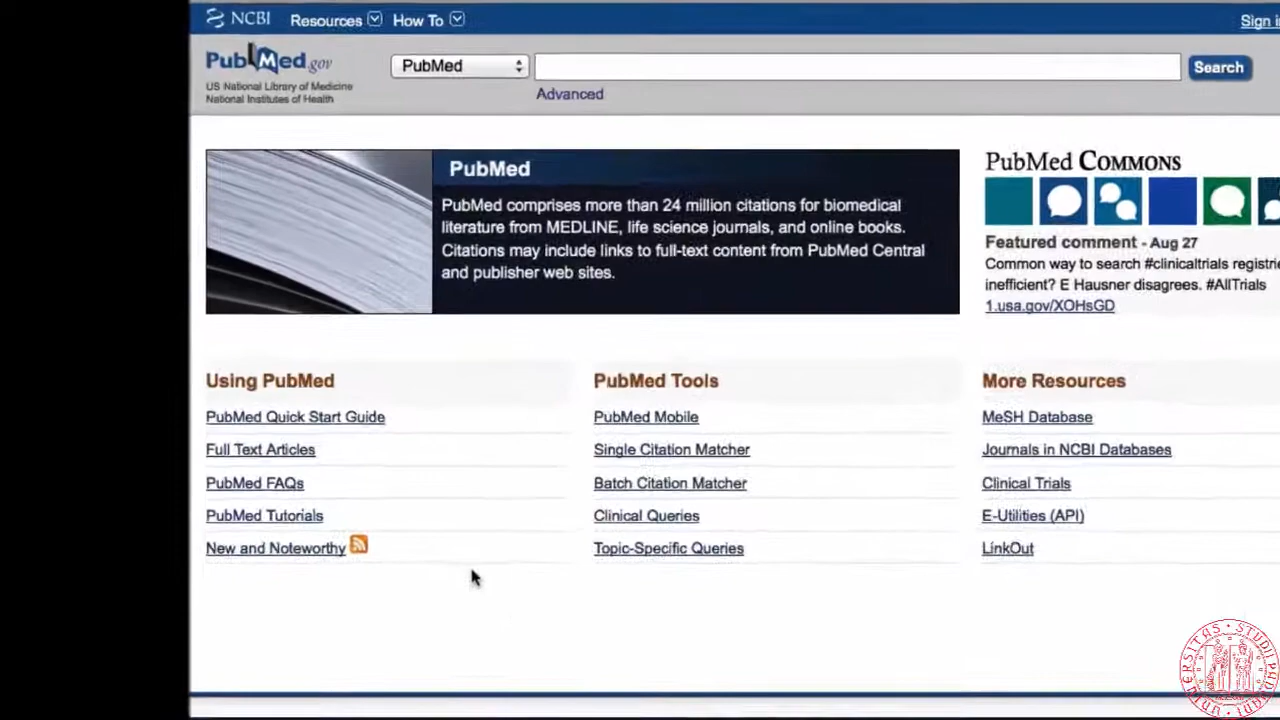 NCBI Resources How To Sign i
PubMed.gov
US National Library of Medicine
National Institutes of Health
PubMed
Search
Advanced
PubMed
PubMed comprises more than 24 million citations for biomedical
literature from MEDLINE, life science journals, and online books.
Citations may include links to full-text content from PubMed Central
and publisher web sites.
PubMed COMMONS
Featured comment - Aug 27
Common way to search #clinicaltrials registrie
inefficient? E Hausner disagrees. #AllTrials
1.usa.gov/XOHsGD
Using PubMed
PubMed Quick Start Guide
Full Text Articles
PubMed FAQs
PubMed Tutorials
New and Noteworthy
PubMed Tools
PubMed Mobile
Single Citation Matcher
Batch Citation Matcher
Clinical Queries
Topic-Specific Queries
More Resources
MeSH Database
Journals in NCBI Databases
Clinical Trials
E-Utilities (API)
LinkOut